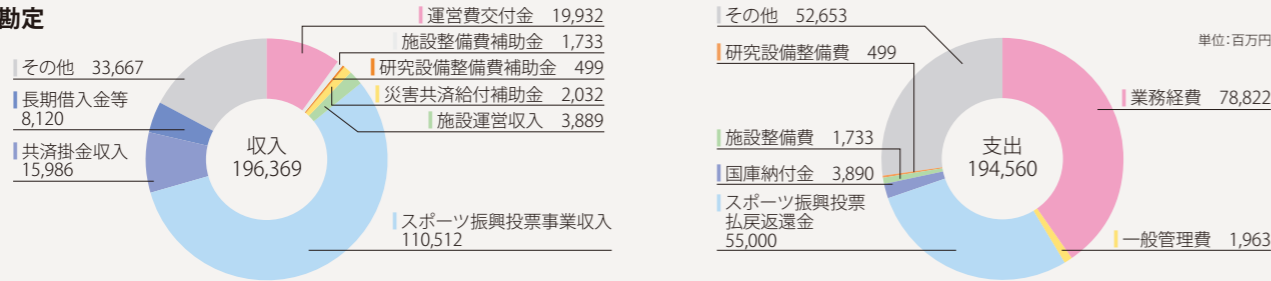 勘定
運営費交付金 19,932
施設整備費補助金 1,733
研究設備整備費補助金 499
災害共済給付補助金 2,032
施設運営収入 3,889
その他 33,667
長期借入金等
8,120
共済掛金収入
15,986
収入
196,369
スポーツ振興投票事業収入
110,512
単位:百万円
その他 52,653
研究設備整備費 499
業務経費 78,822
施設整備費 1,733
国庫納付金 3,890
スポーツ振興投票
払戻返還金
55,000
支出
194,560
一般管理費 1,963